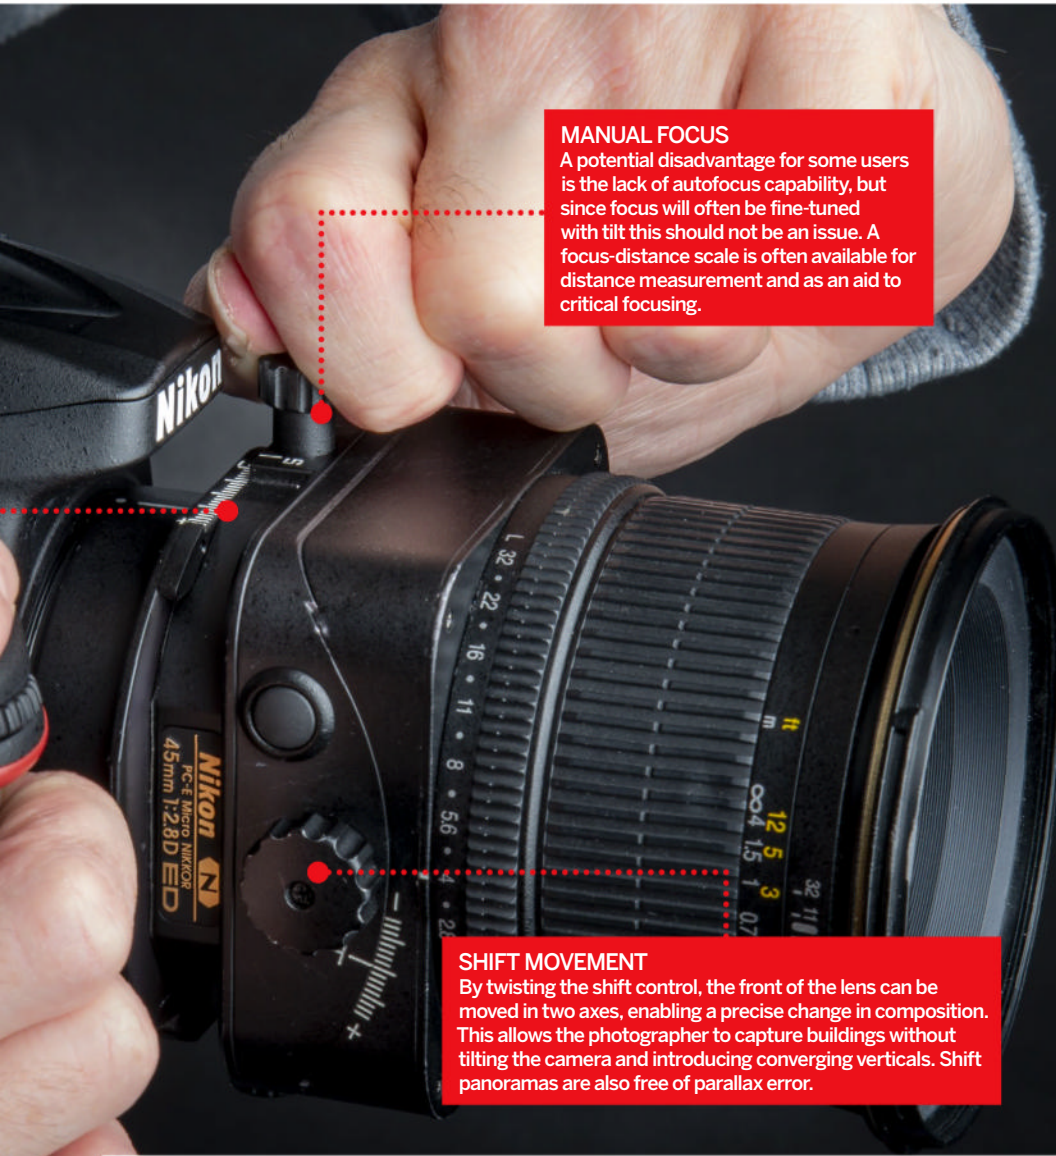 MANUAL FOCUS
A potential disadvantage for some users
is the lack of autofocus capability, but
since focus will often be fine-tuned
with tilt this should not be an issue. A
focus-distance scale is often available for
distance measurement and as an aid to
critical focusing.
Nikon
5
L 32 • 22 • 16 • 11 • 8 • 5.6 • 4 • 2.8
m ft
∞ 4 1.5 1 0.7
12 5 3
32 11
Nikon N
PC-E Micro NIKKOR
45mm 1:2.8D ED
SHIFT MOVEMENT
By twisting the shift control, the front of the lens can be
moved in two axes, enabling a precise change in composition.
This allows the photographer to capture buildings without
tilting the camera and introducing converging verticals. Shift
panoramas are also free of parallax error.